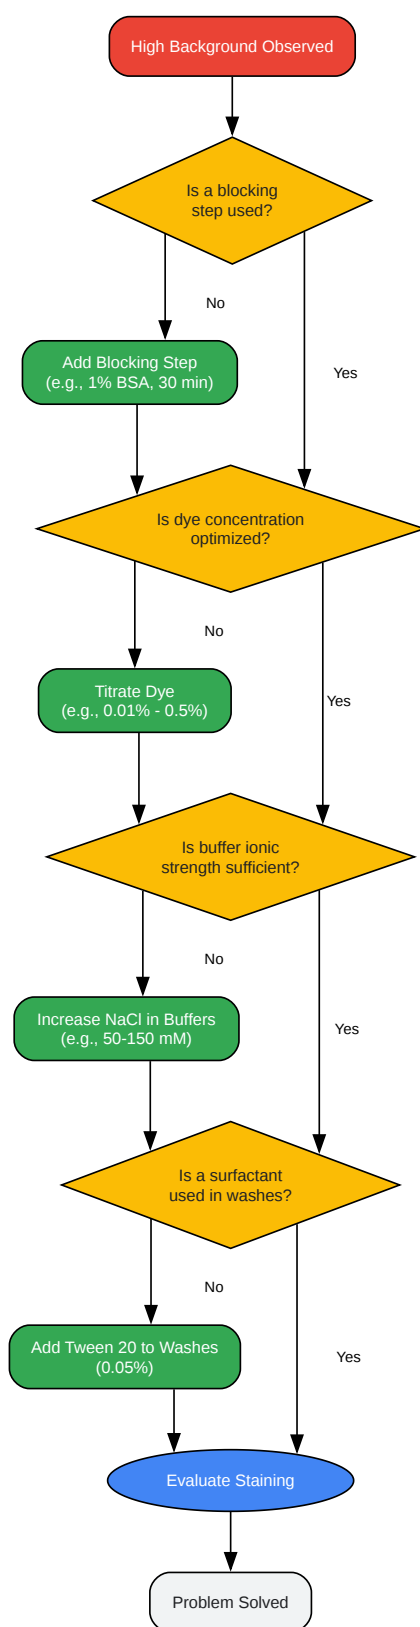 High Background Observed
Is a blocking
step used?
No
Yes
Add Blocking Step
(e.g., 1% BSA, 30 min)
Is dye concentration
optimized?
No
Yes
Titrate Dye
(e.g., 0.01% - 0.5%)
Is buffer ionic
strength sufficient?
No
Yes
Increase NaCl in Buffers
(e.g., 50-150 mM)
Is a surfactant
used in washes?
No
Yes
Add Tween 20 to Washes
(0.05%)
Evaluate Staining
Problem Solved